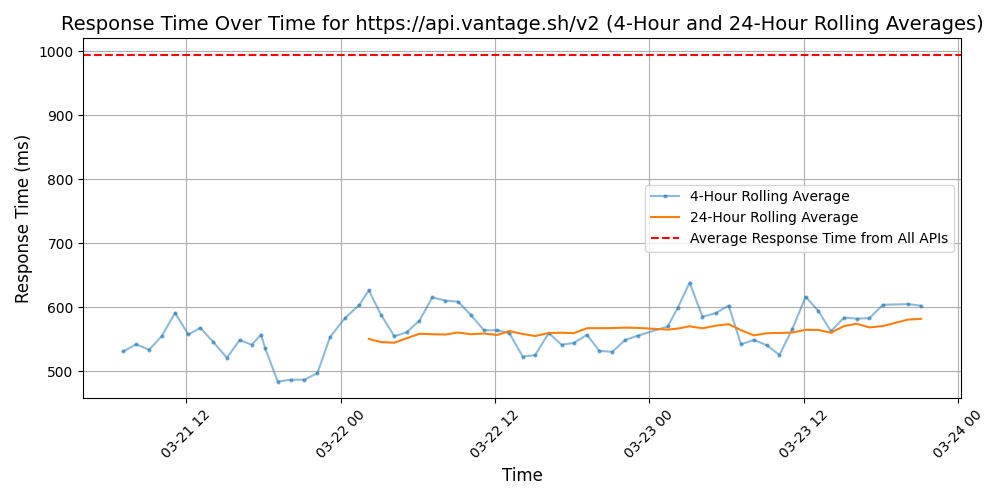 Response Time Over Time for https://api.vantage.sh/v2 (4-Hour and 24-Hour Rolling Averages)
Response Time (ms)
1000
900
800
700
600
500
4-Hour Rolling Average
24-Hour Rolling Average
Average Response Time from All APIs
03-21 12
03-22 00
03-22 12
03-23 00
03-23 12
03-24 00
Time